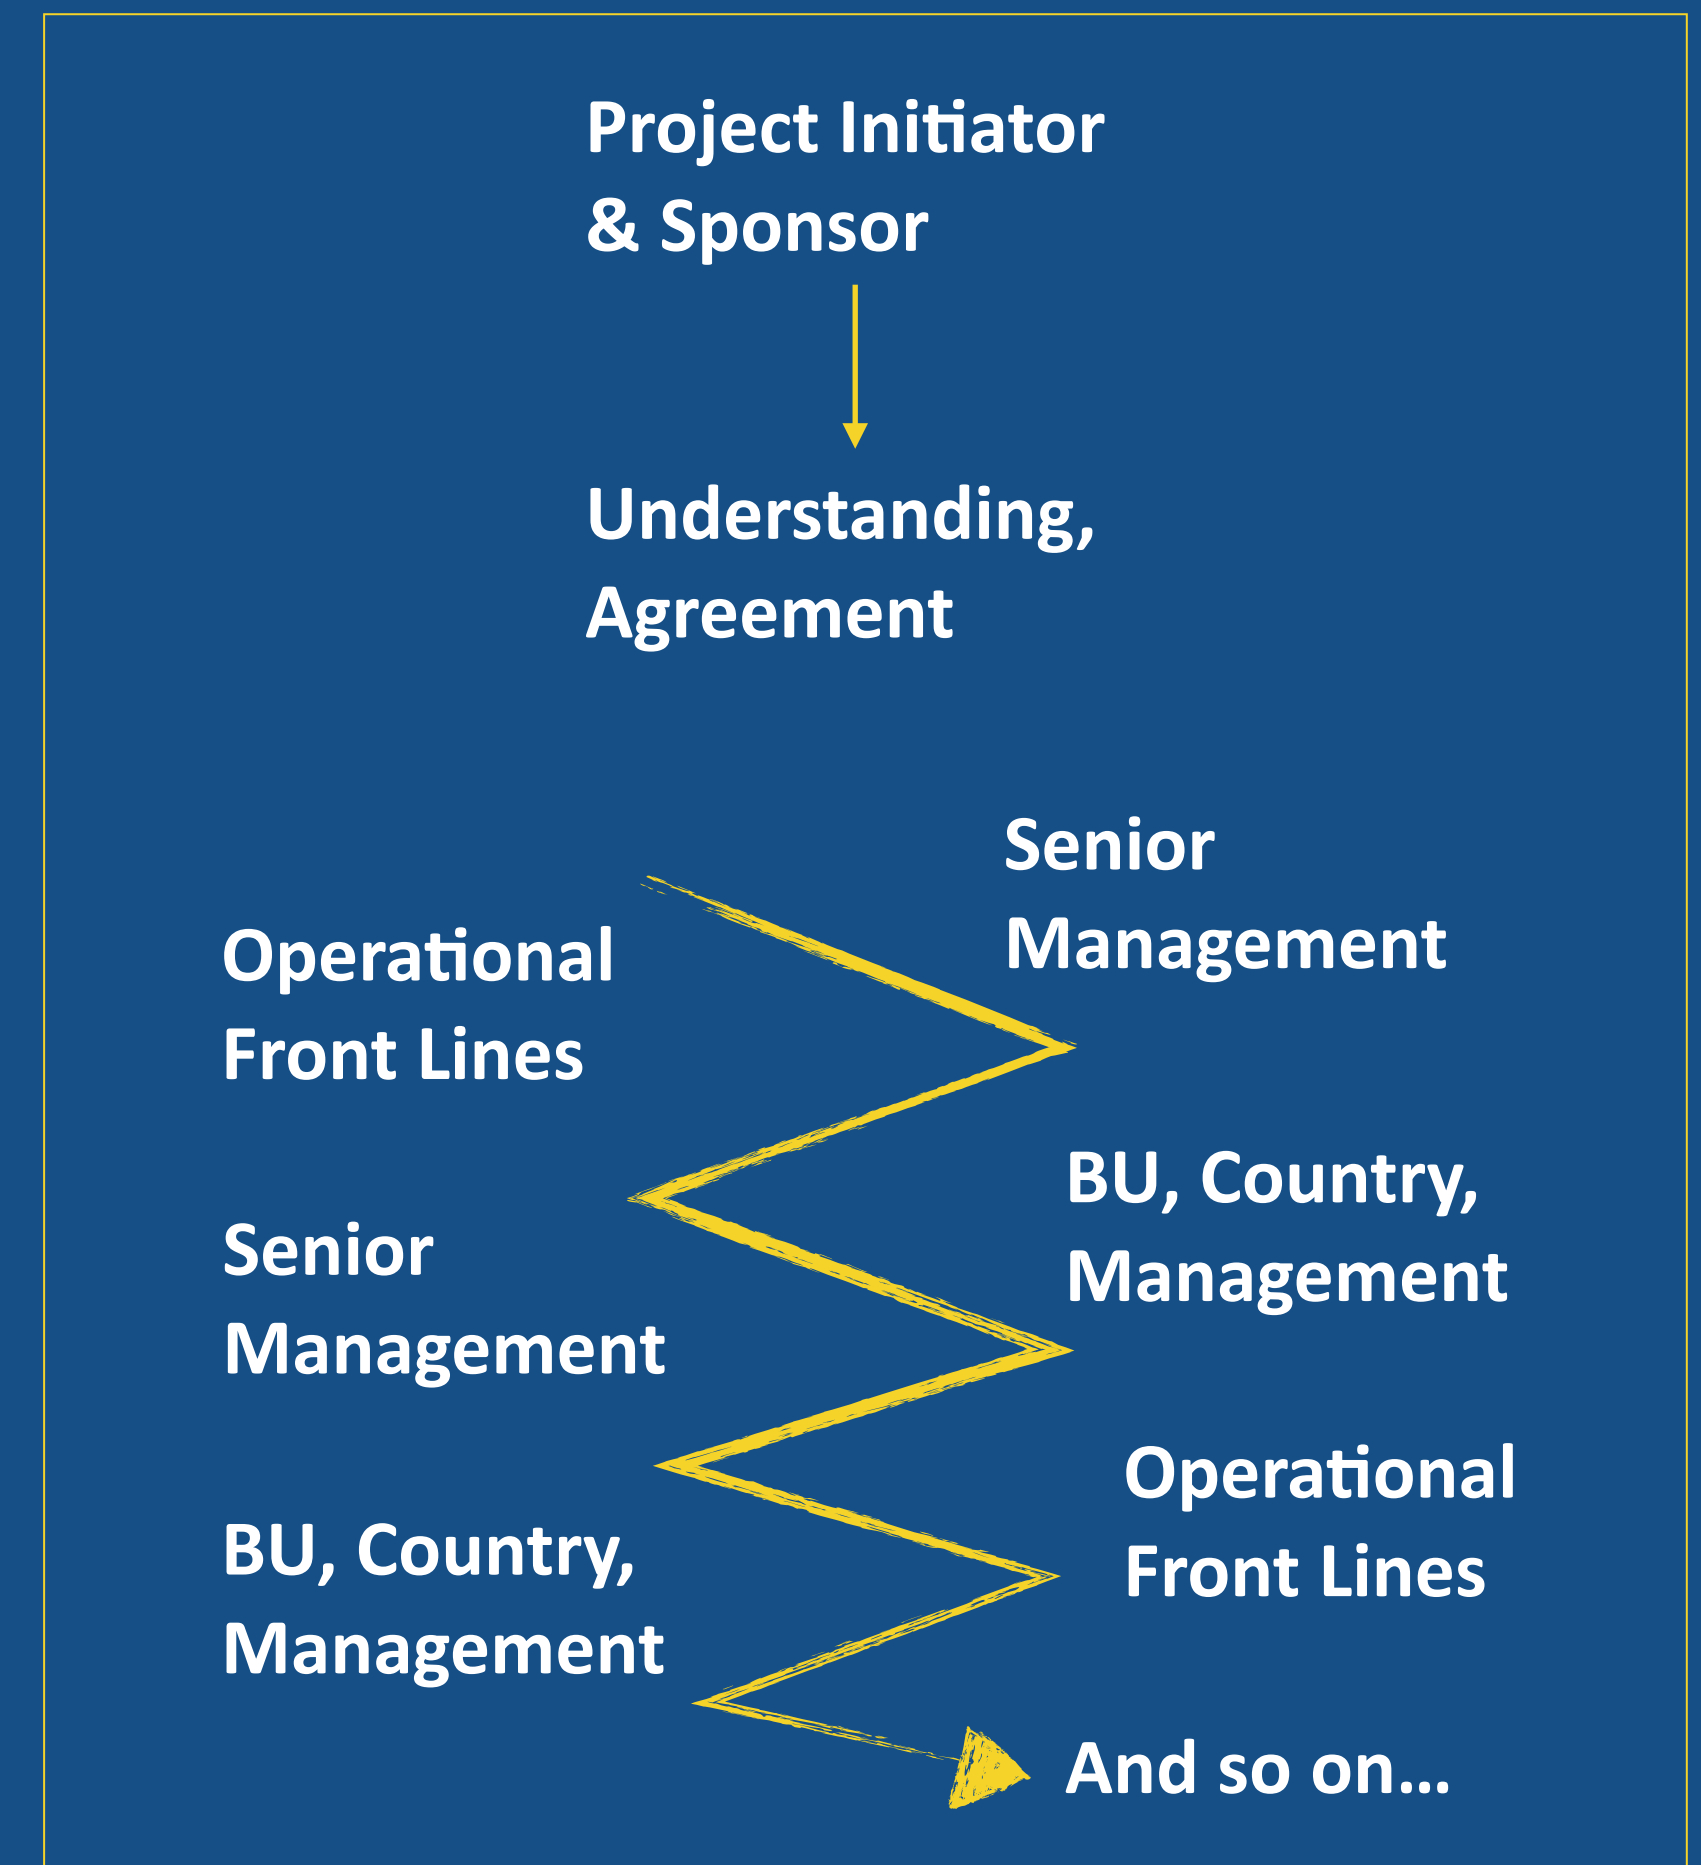 Project Initiator
& Sponsor
Understanding,
Agreement
Senior
Management
Operational
Front Lines
BU, Country,
Management
Senior
Management
Operational
Front Lines
BU, Country,
Management
And so on...